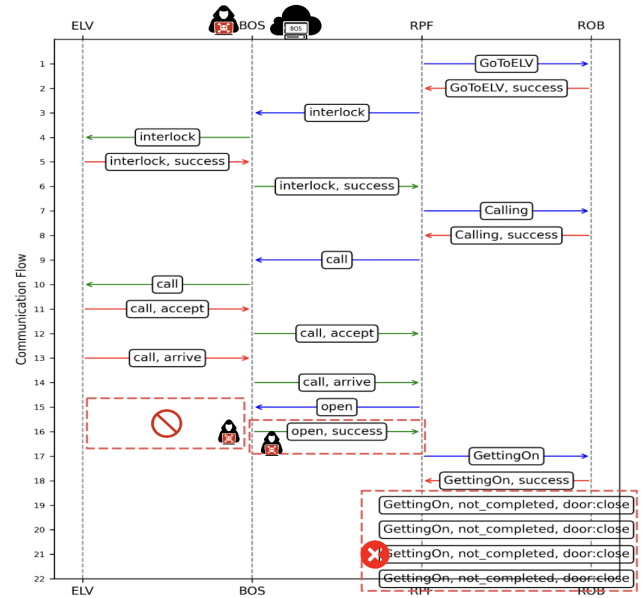 ELV BOS RPF ROB
BOS
1 GoToELV
2 GoToELV, success
3 interlock
4 interlock
5 interlock, success
6 interlock, success
7 Calling
8 Calling, success
9 call
10 call
11 call, accept
12 call, accept
13 call, arrive
14 call, arrive
15 open
16 open, success
17 GettingOn
18 GettingOn, success
19 GettingOn, not_completed, door:close
20 GettingOn, not_completed, door:close
21 GettingOn, not_completed, door:close
22 GettingOn, not_completed, door:close
ELV BOS RPF ROB
Communication Flow